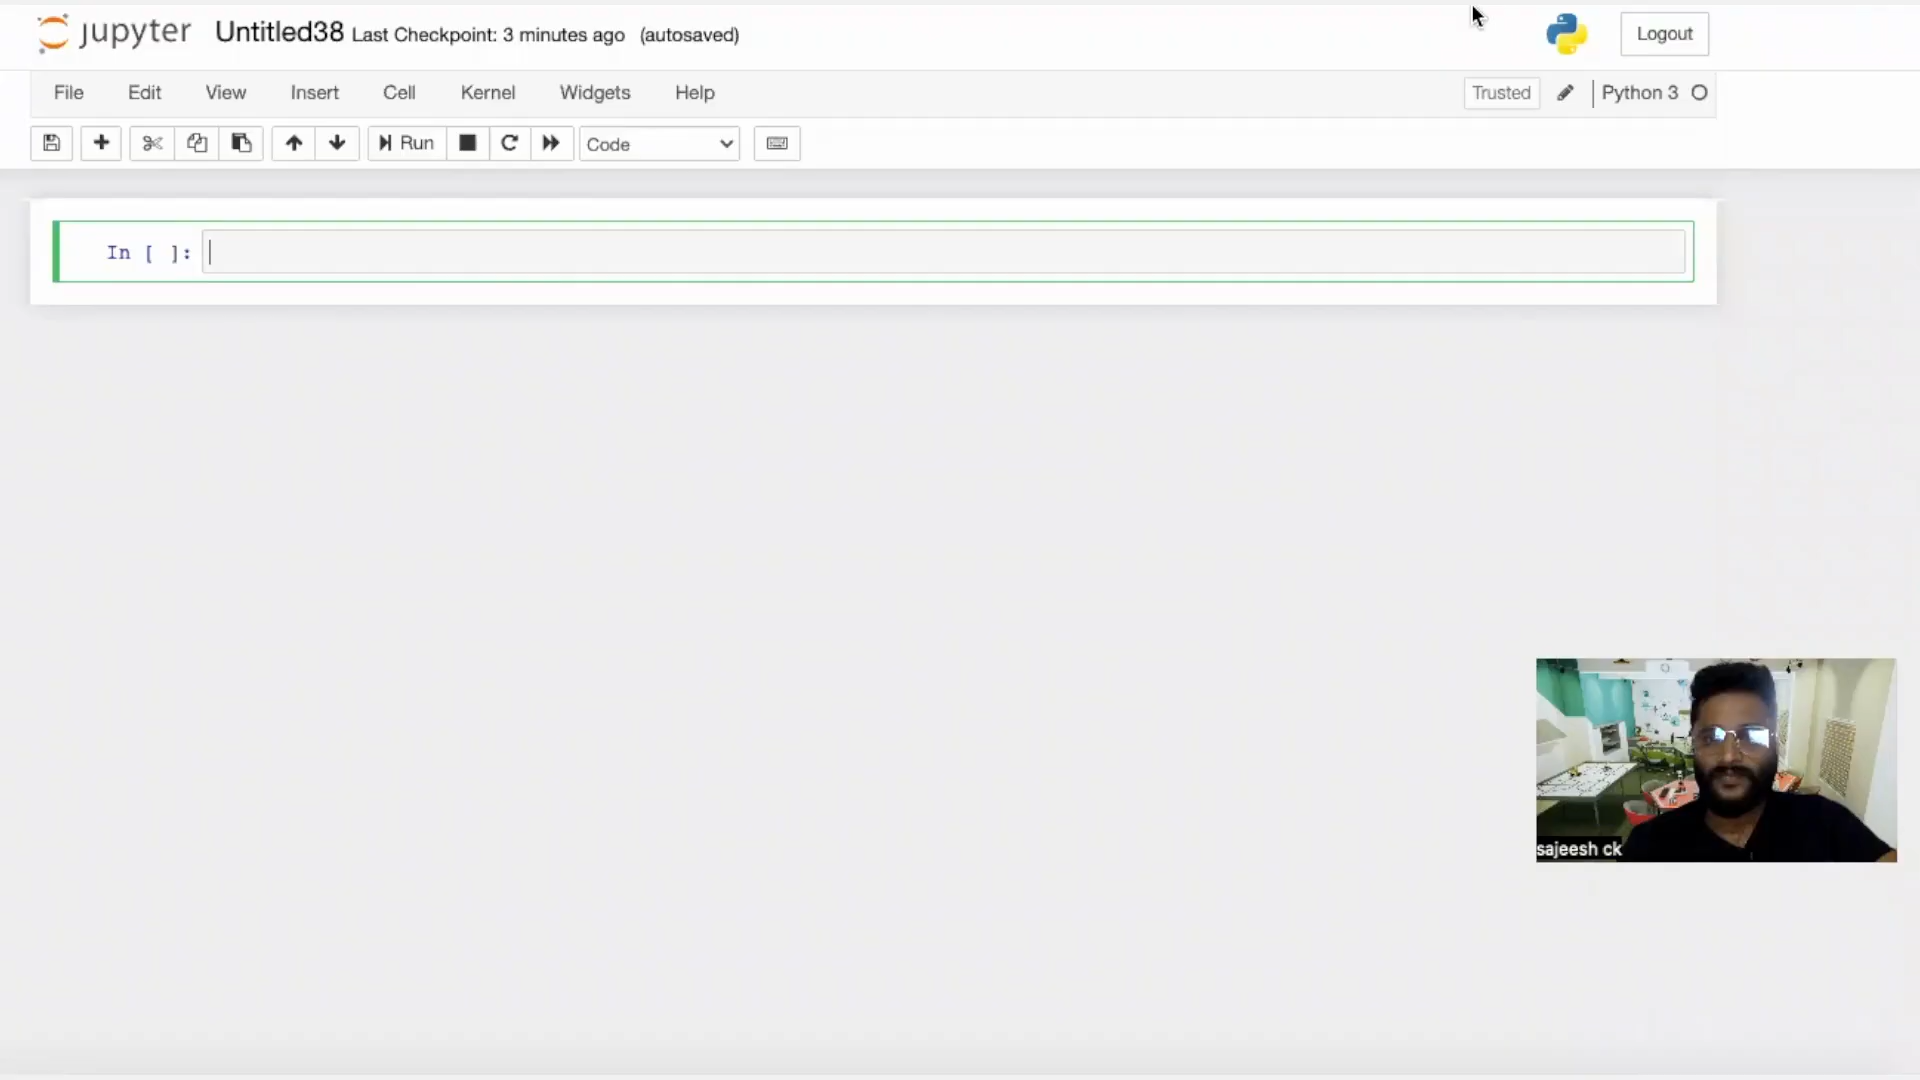 jupyter Untitled38 Last Checkpoint: 3 minutes ago (autosaved)
Logout
File Edit View Insert Cell Kernel Widgets Help
Trusted Python 3
Run Code
In [ ]:
sajeesh ck